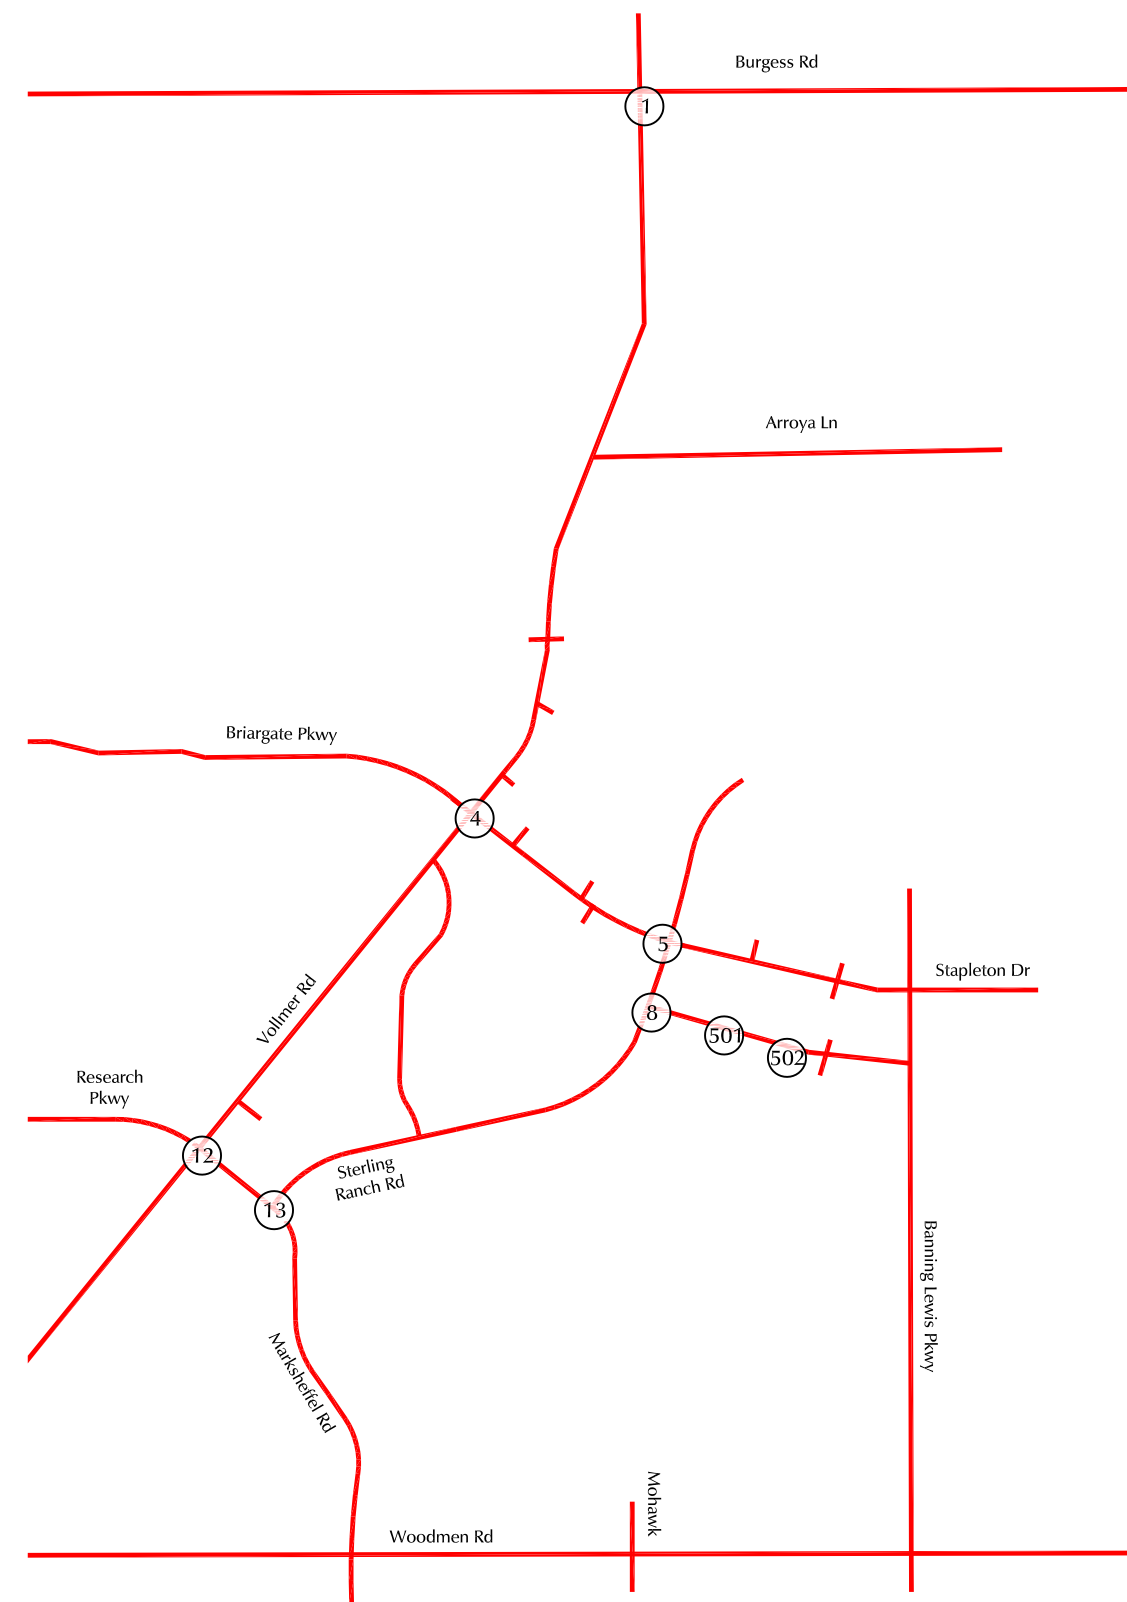 Burgess Rd
1
Arroya Ln
Briargate Pkwy
4
5
Stapleton Dr
Vollmer Rd
8
501
502
Research
Pkwy
12
Sterling
Ranch Rd
13
Banning Lewis Pkwy
Marksheffel Rd
Mohawk
Woodmen Rd